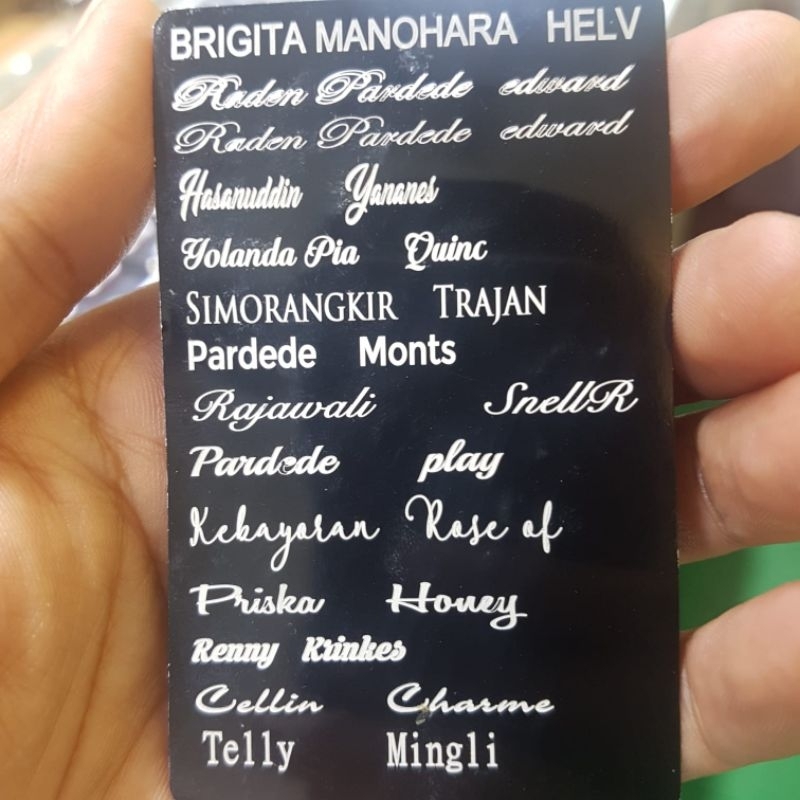 BRIGITA MANOHARA HELV
Raden Pardede edward
Raden Pardede edward
Hasanuddin Yananes
Yolanda Pia Quinc
SIMORANGKIR TRAJAN
Pardede Monts
Rajawali SnellR
Pardede play
Kebayoran Rose of
Priska Honey
Renny Krinkes
Cellin Charme
Telly Mingli